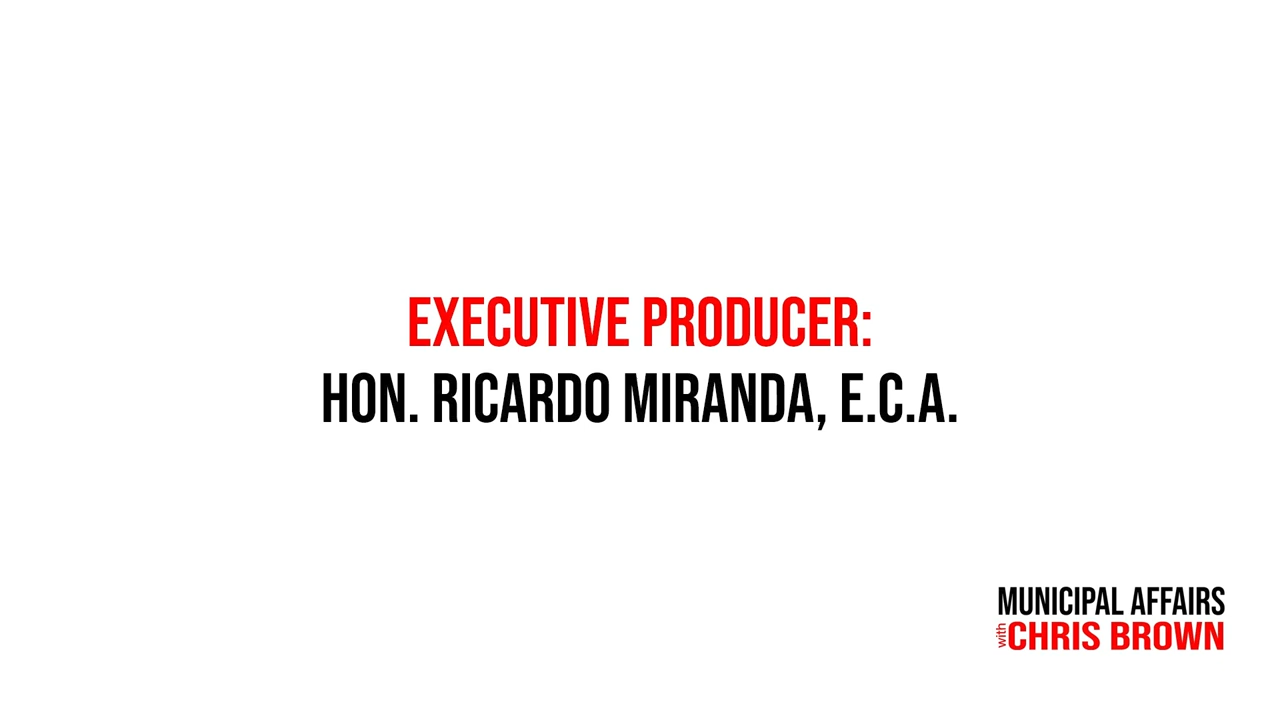 EXECUTIVE PRODUCER:
HON. RICARDO MIRANDA, E.C.A.
MUNICIPAL AFFAIRS
with CHRIS BROWN